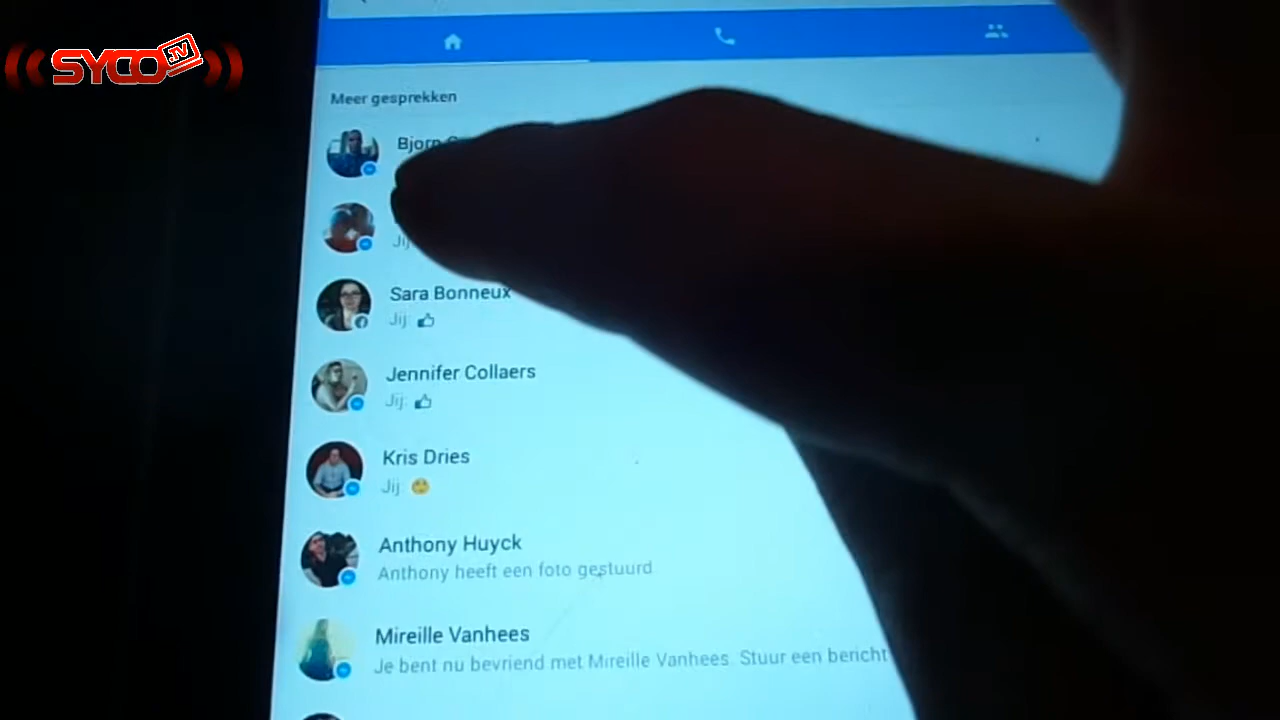 SYCO.TV
Meer gesprekken
Bjorn
Jij
Sara Bonneux
Jij: 👍
Jennifer Collaers
Jij: 👍
Kris Dries
Jij 🙄
Anthony Huyck
Anthony heeft een foto gestuurd.
Mireille Vanhees
Je bent nu bevriend met Mireille Vanhees. Stuur een bericht